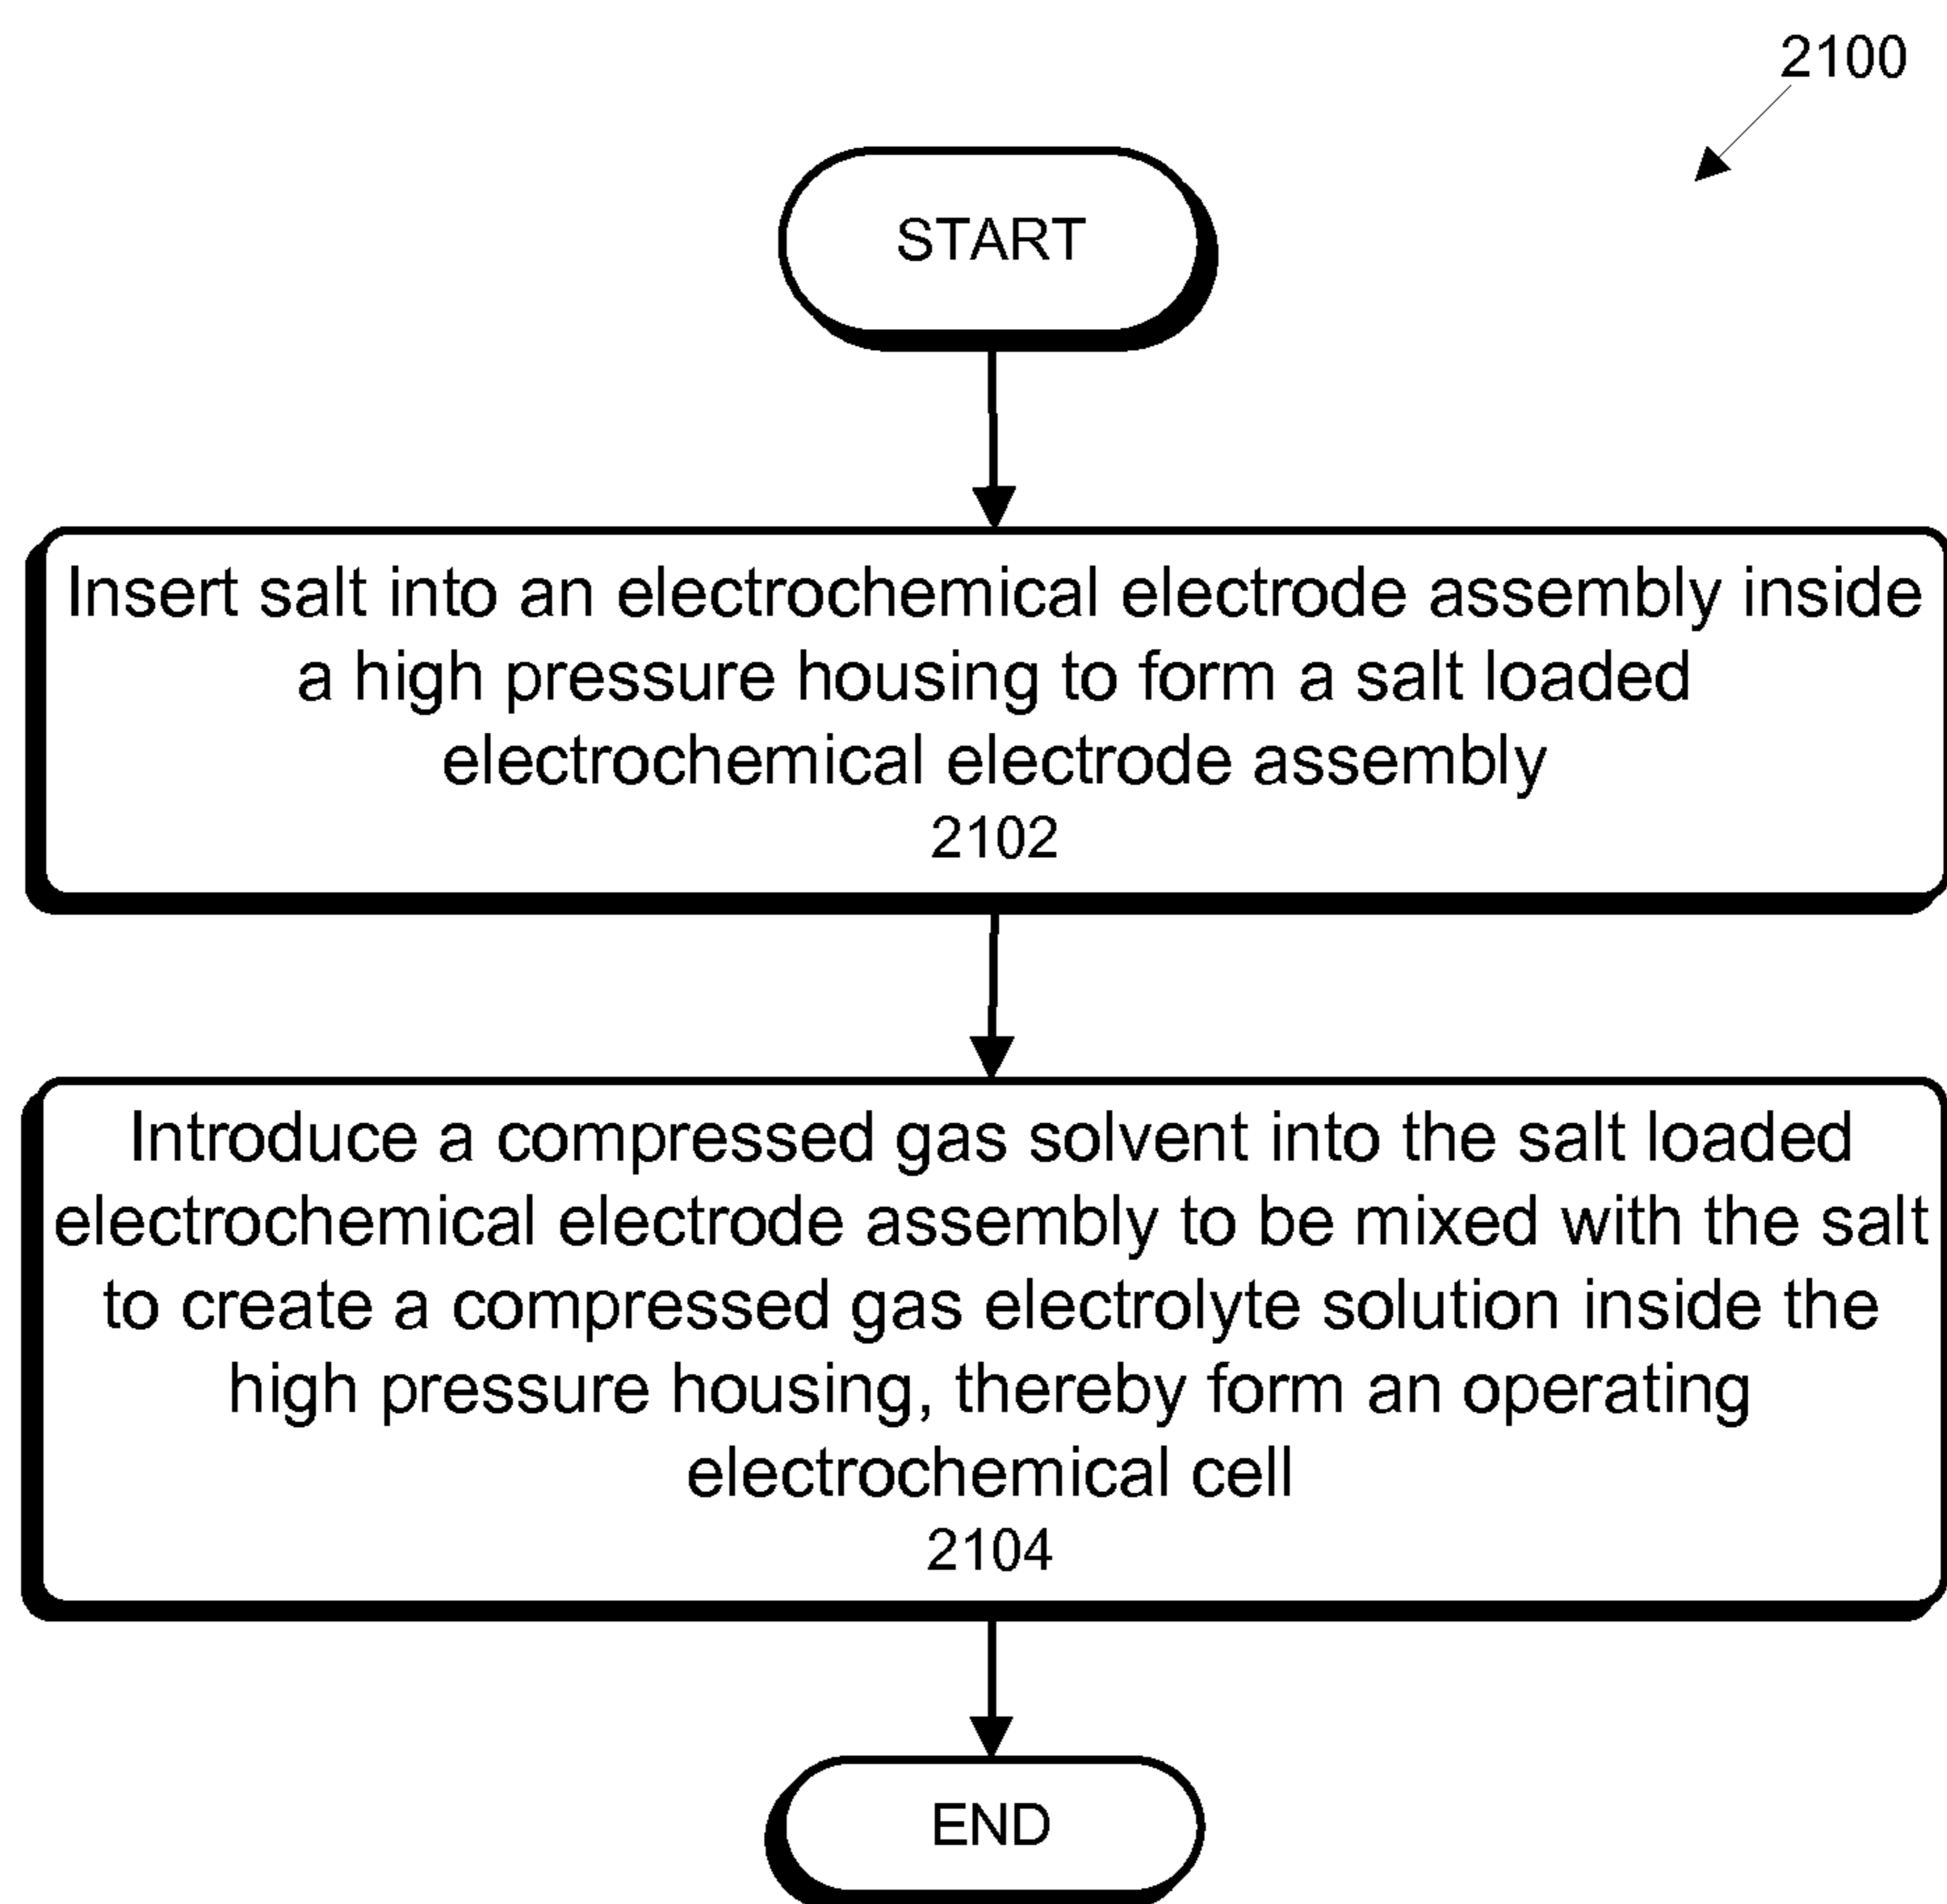 2100
START
Insert salt into an electrochemical electrode assembly inside
a high pressure housing to form a salt loaded
electrochemical electrode assembly
2102
Introduce a compressed gas solvent into the salt loaded
electrochemical electrode assembly to be mixed with the salt
to create a compressed gas electrolyte solution inside the
high pressure housing, thereby form an operating
electrochemical cell
2104
END